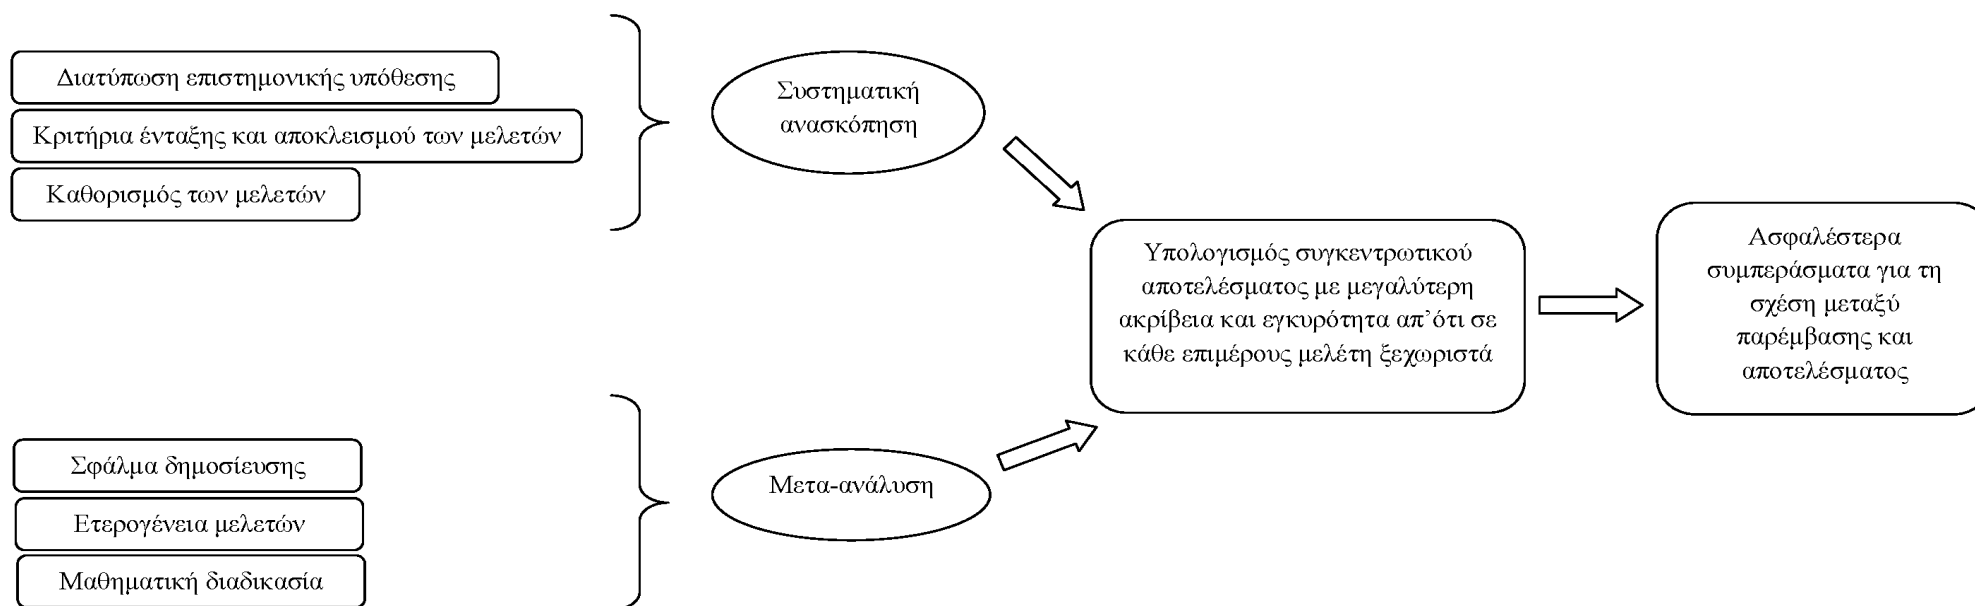 Διατύπωση επιστημονικής υπόθεσης
Κριτήρια ένταξης και αποκλεισμού των μελετών
Καθορισμός των μελετών
Συστηματική
ανασκόπηση
Υπολογισμός συγκεντρωτικού
αποτελέσματος με μεγαλύτερη
ακρίβεια και εγκυρότητα απ’ότι σε
κάθε επιμέρους μελέτη ξεχωριστά
Ασφαλέστερα
συμπεράσματα για τη
σχέση μεταξύ
παρέμβασης και
αποτελέσματος
Σφάλμα δημοσίευσης
Ετερογένεια μελετών
Μαθηματική διαδικασία
Μετα-ανάλυση